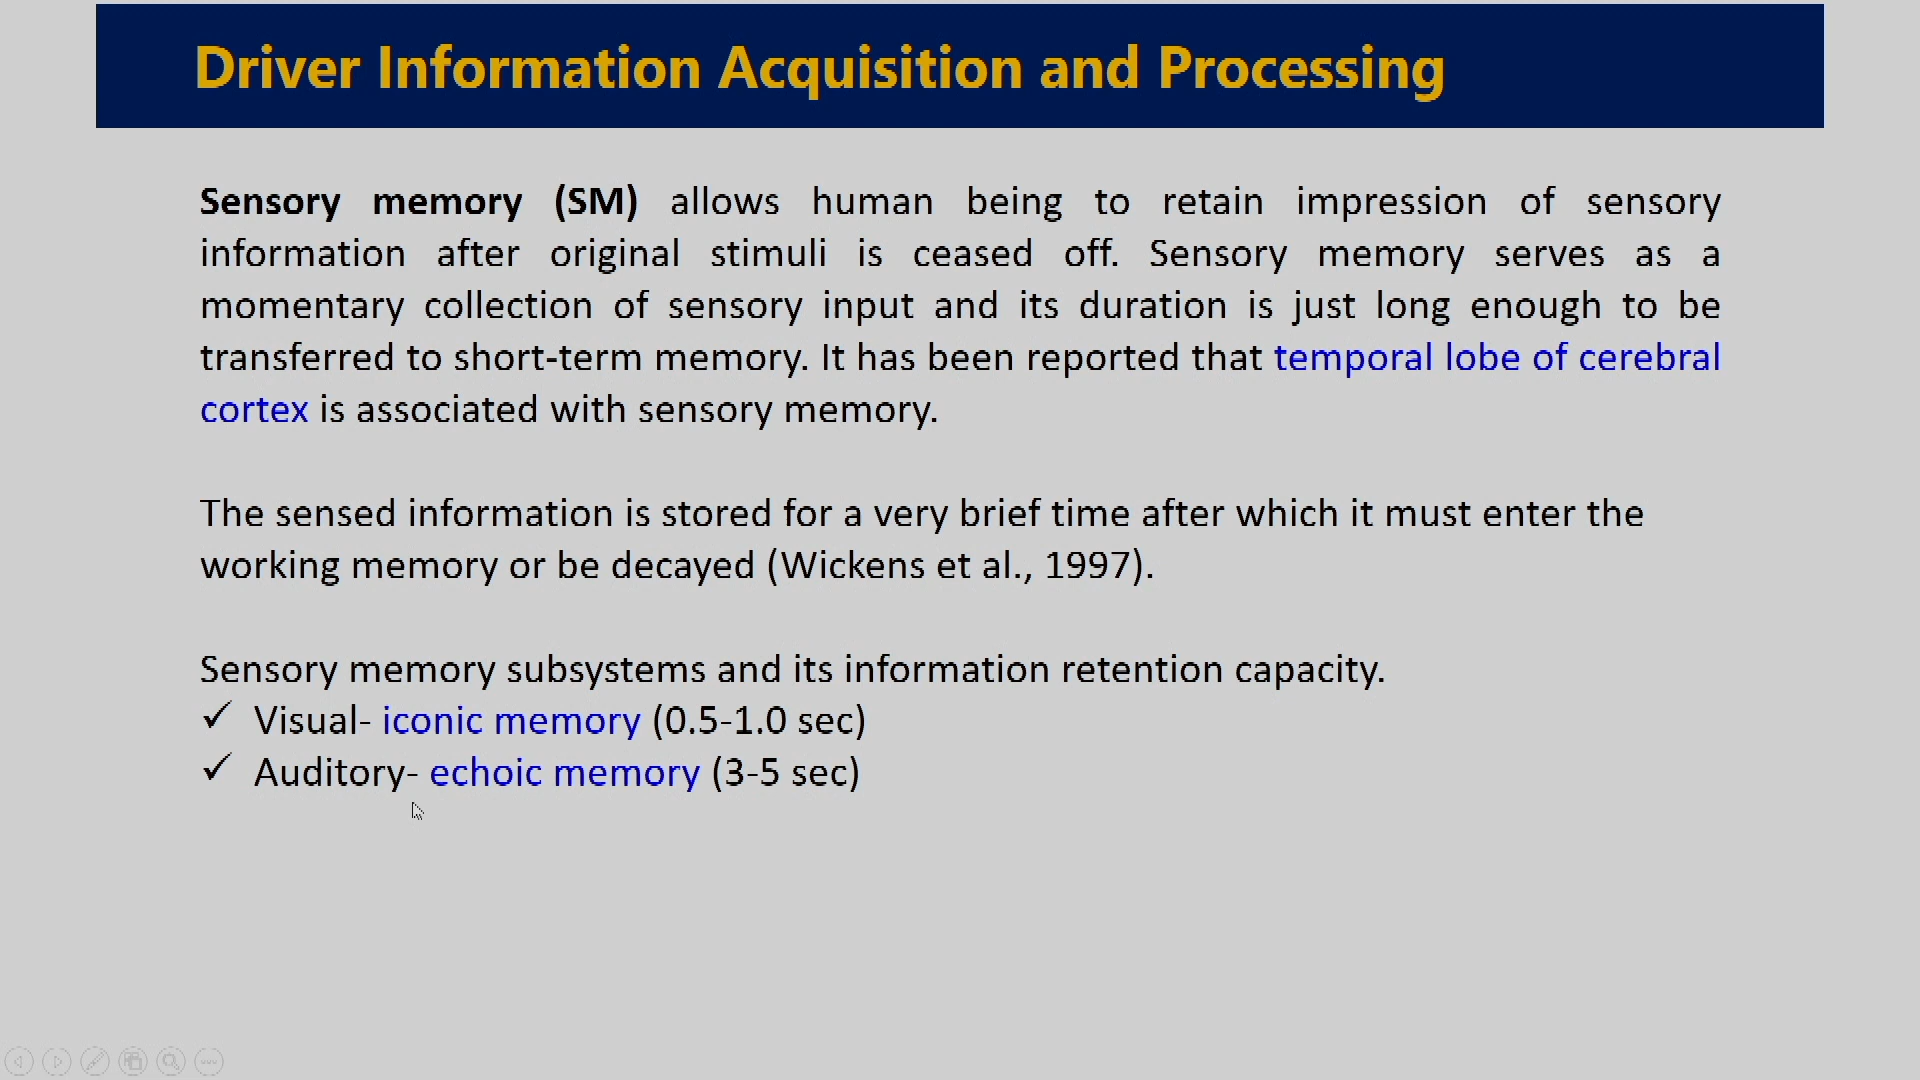 Driver Information Acquisition and Processing
Sensory memory (SM) allows human being to retain impression of sensory
information after original stimuli is ceased off. Sensory memory serves as a
momentary collection of sensory input and its duration is just long enough to be
transferred to short-term memory. It has been reported that temporal lobe of cerebral
cortex is associated with sensory memory.
The sensed information is stored for a very brief time after which it must enter the
working memory or be decayed (Wickens et al., 1997).
Sensory memory subsystems and its information retention capacity.
✓ Visual- iconic memory (0.5-1.0 sec)
✓ Auditory- echoic memory (3-5 sec)